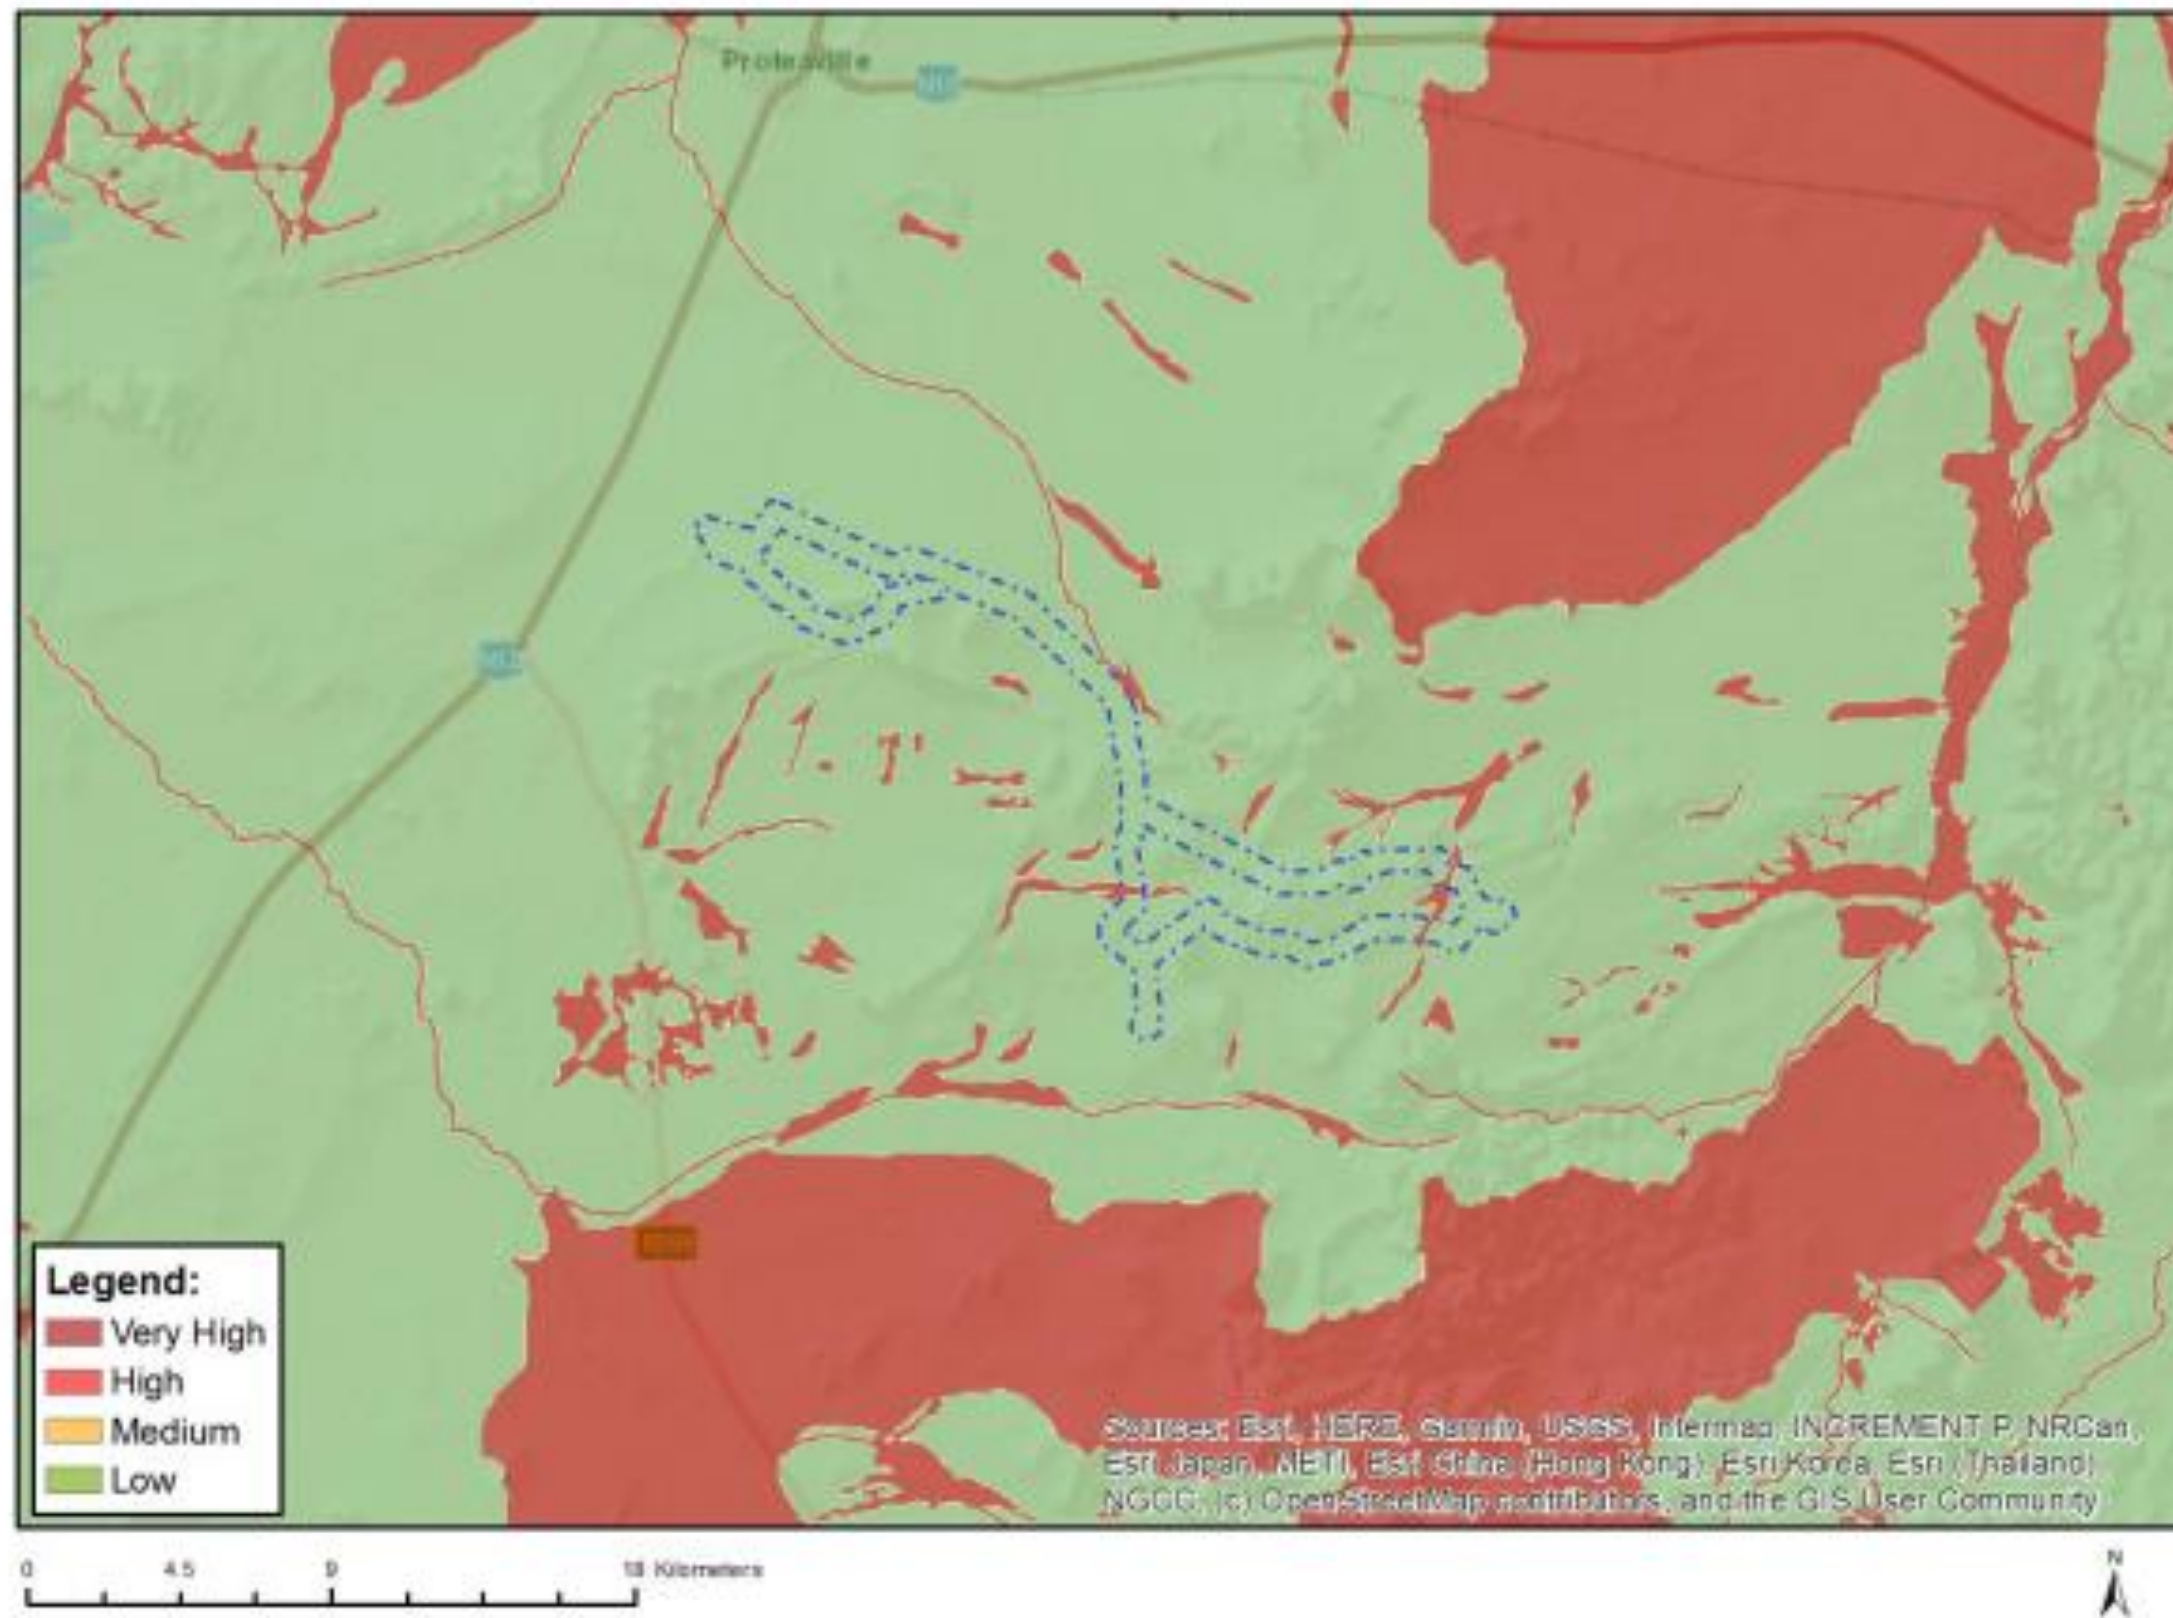 Protesville
N1
Legend:
Very High
High
Medium
Low
Sources: Esri, HERE, Garmin, USGS, Intermap, INCREMENT P, NRCan,
Esri Japan, METI, Esri China (Hong Kong), Esri Korea, Esri (Thailand),
NGCC, (c) OpenStreetMap contributors, and the GIS User Community
0 4.5 9 18 Kilometers
N